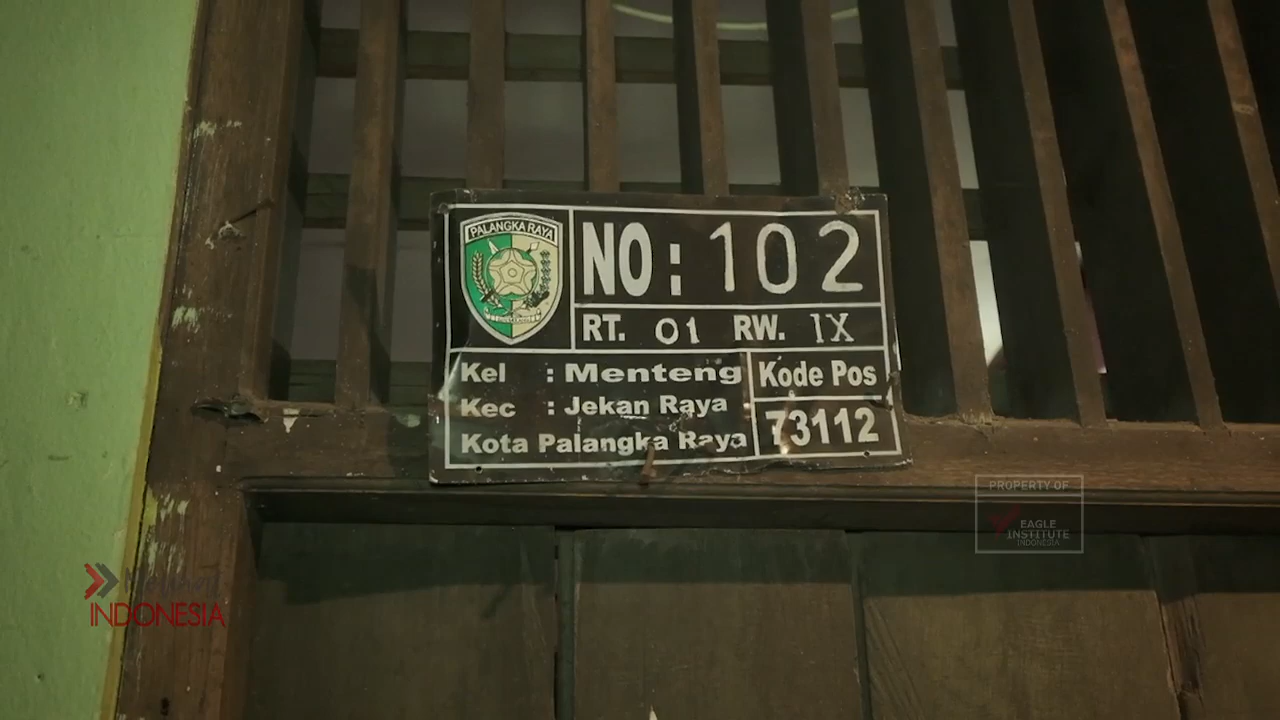 PALANGKA RAYA
NO: 102
RT. 01 RW. IX
Kel : Menteng
Kec : Jekan Raya
Kota Palangka Raya
Kode Pos
73112
PROPERTY OF
EAGLE
INSTITUTE
INDONESIA
INDONESIA